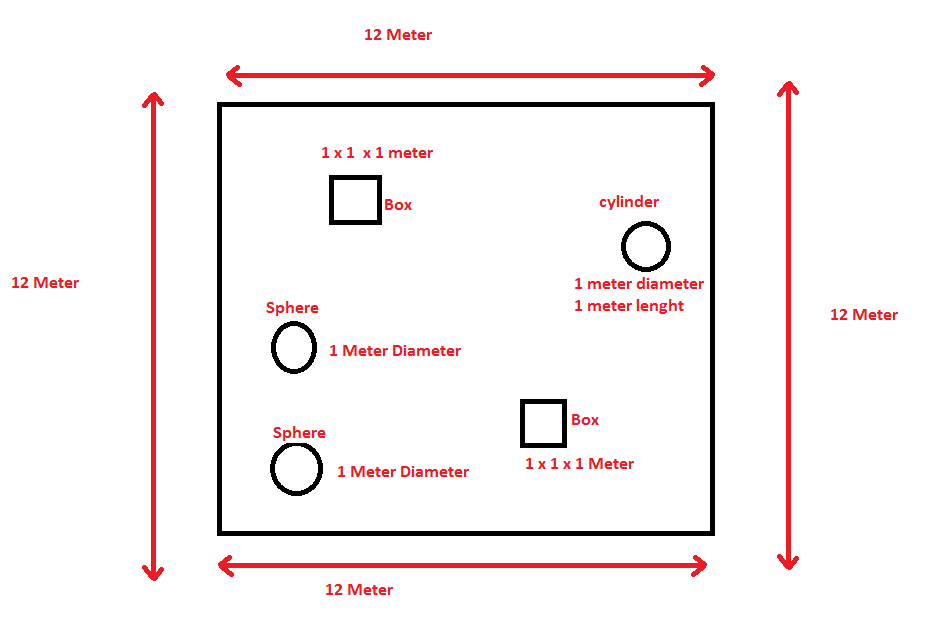 12 Meter
1 x 1  x 1 meter
Box
cylinder
12 Meter
1 meter diameter
1 meter lenght
Sphere
12 Meter
1 Meter Diameter
Box
Sphere
1 x 1 x 1 Meter
1 Meter Diameter
12 Meter